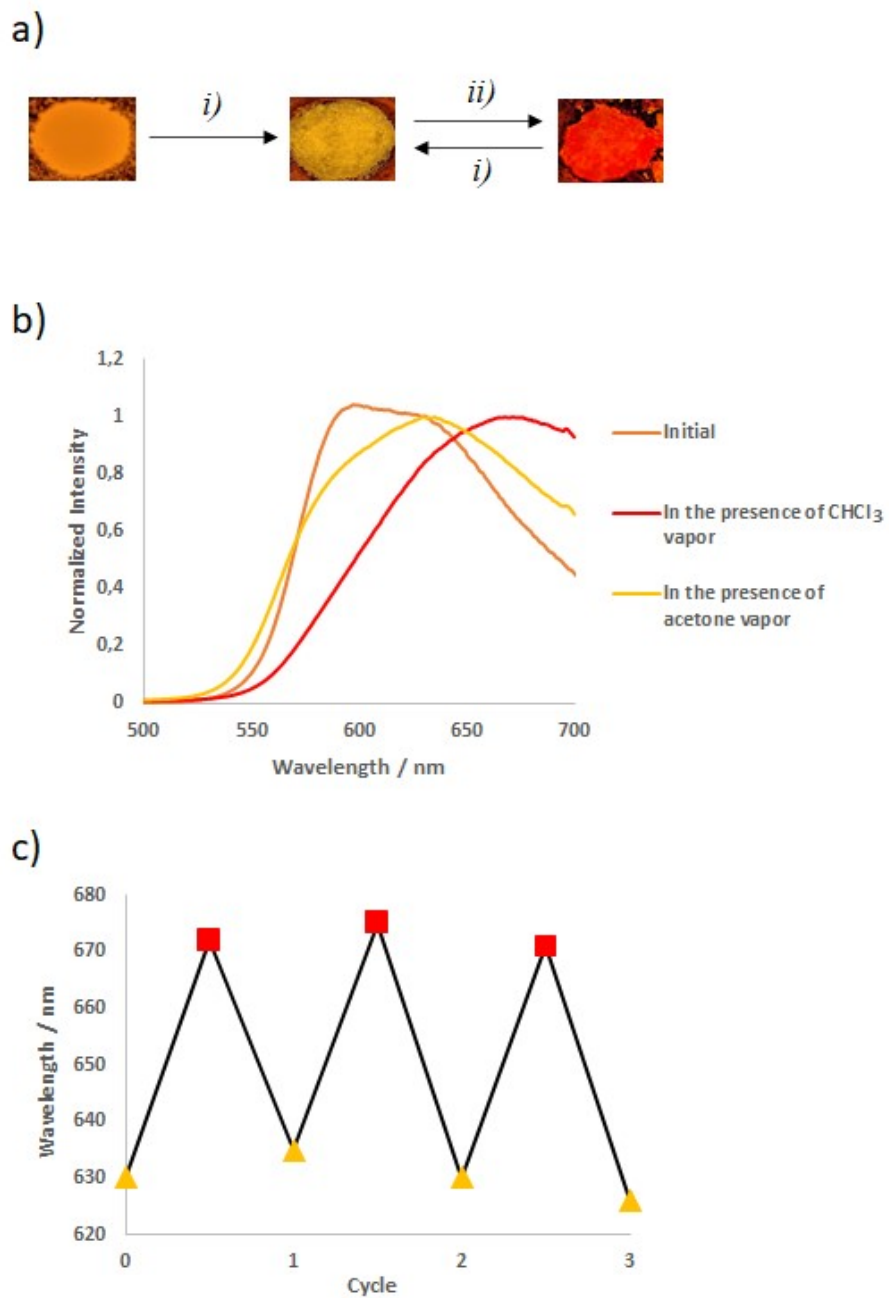 a)
i)
ii)
i)
b)
1,2
1
0,8
0,6
0,4
0,2
0
Normalized Intensity
500
550
600
650
700
Wavelength / nm
Initial
In the presence of CHCl₃
vapor
In the presence of
acetone vapor
c)
680
670
660
650
640
630
620
Wavelength / nm
0
1
2
3
Cycle